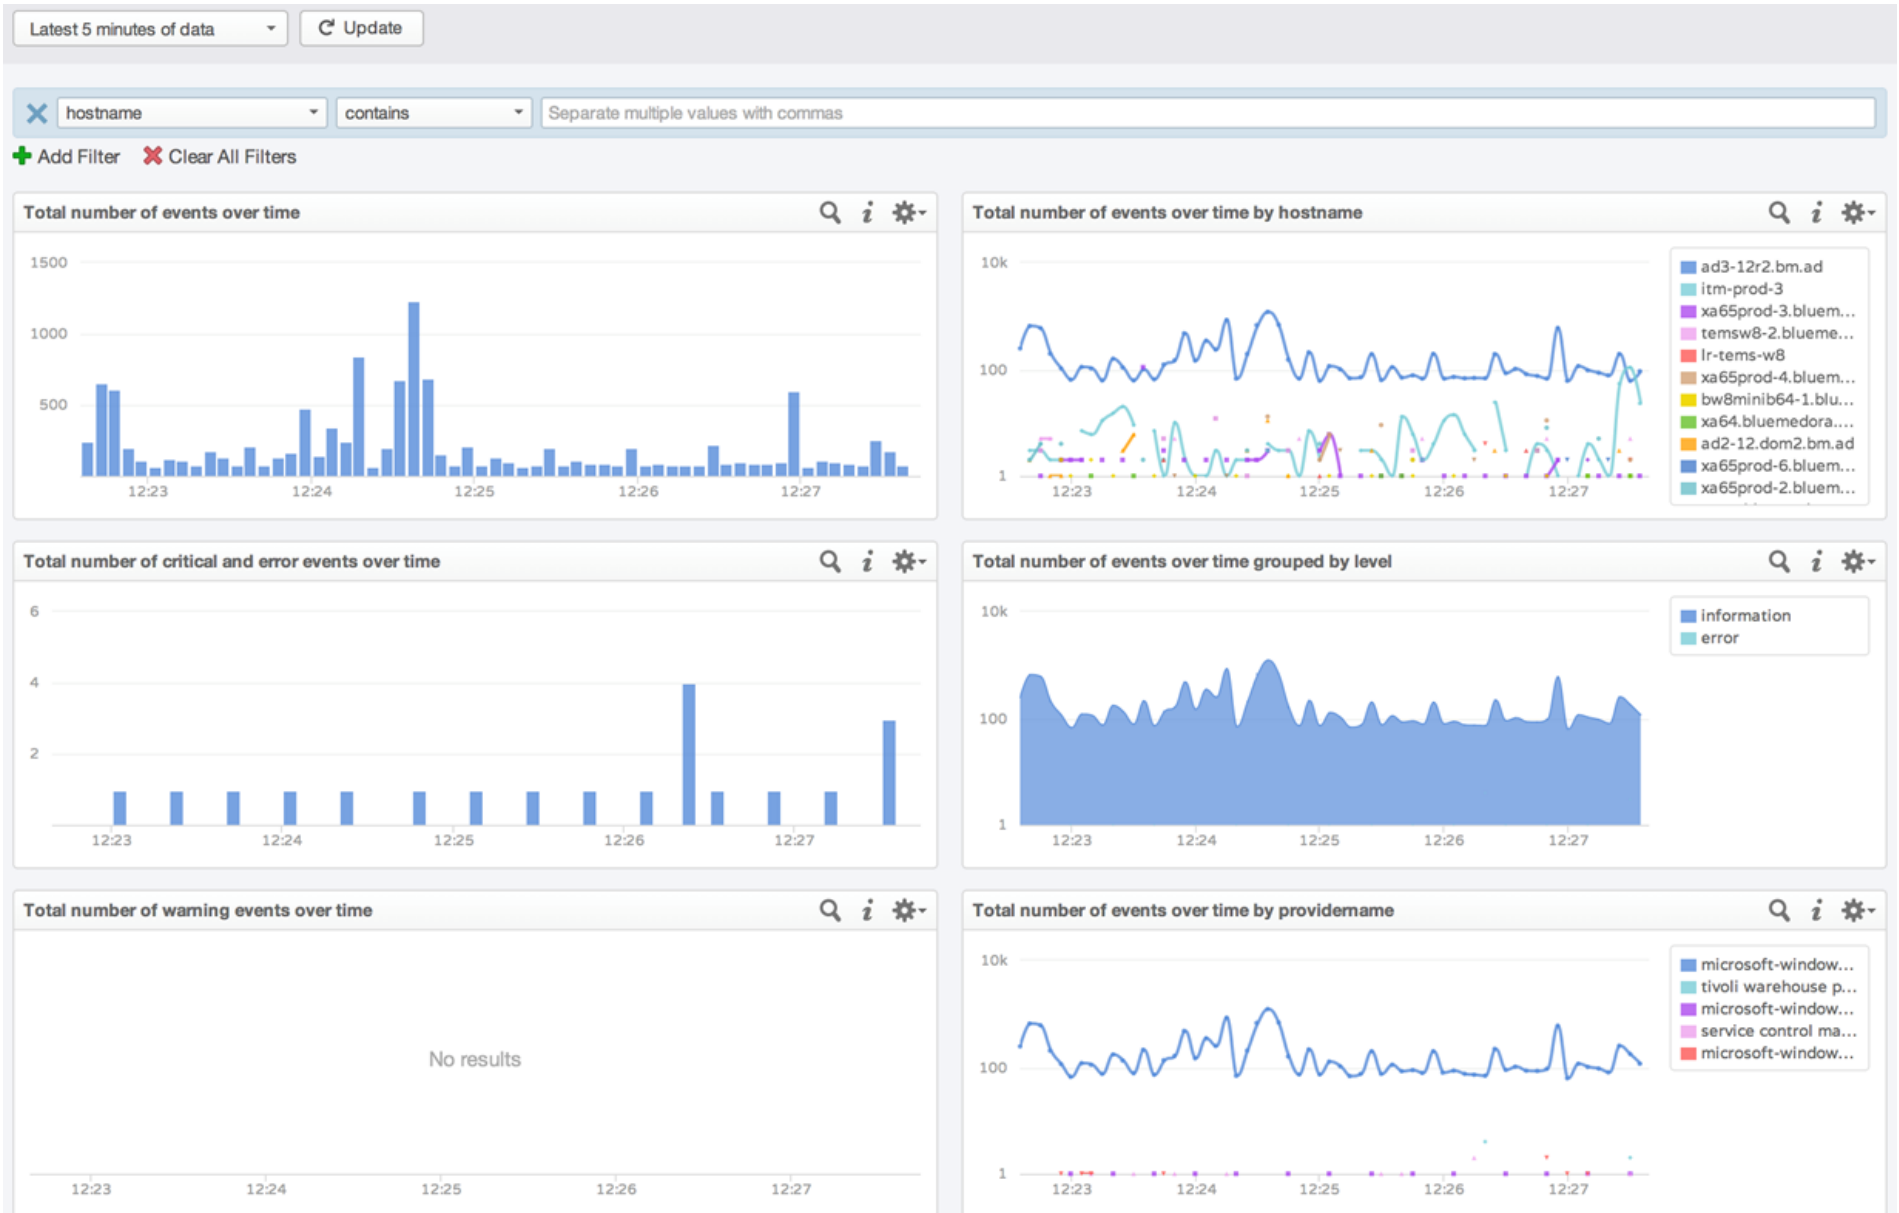 Latest 5 minutes of data Update
hostname contains Separate multiple values with commas
Add Filter Clear All Filters
Total number of events over time
1500
1000
500
12:23 12:24 12:25 12:26 12:27
Total number of events over time by hostname
10k
100
1
12:23 12:24 12:25 12:26 12:27
ad3-12r2.bm.ad
itm-prod-3
xa65prod-3.bluem...
temsw8-2.blueme...
lr-tems-w8
xa65prod-4.bluem...
bw8minib64-1.blu...
xa64.bluemedora....
ad2-12.dom2.bm.ad
xa65prod-6.bluem...
xa65prod-2.bluem...
Total number of critical and error events over time
6
4
2
12:23 12:24 12:25 12:26 12:27
Total number of events over time grouped by level
10k
100
1
12:23 12:24 12:25 12:26 12:27
information
error
Total number of warning events over time
No results
12:23 12:24 12:25 12:26 12:27
Total number of events over time by providername
10k
100
1
12:23 12:24 12:25 12:26 12:27
microsoft-window...
tivoli warehouse p...
microsoft-window...
service control ma...
microsoft-window...